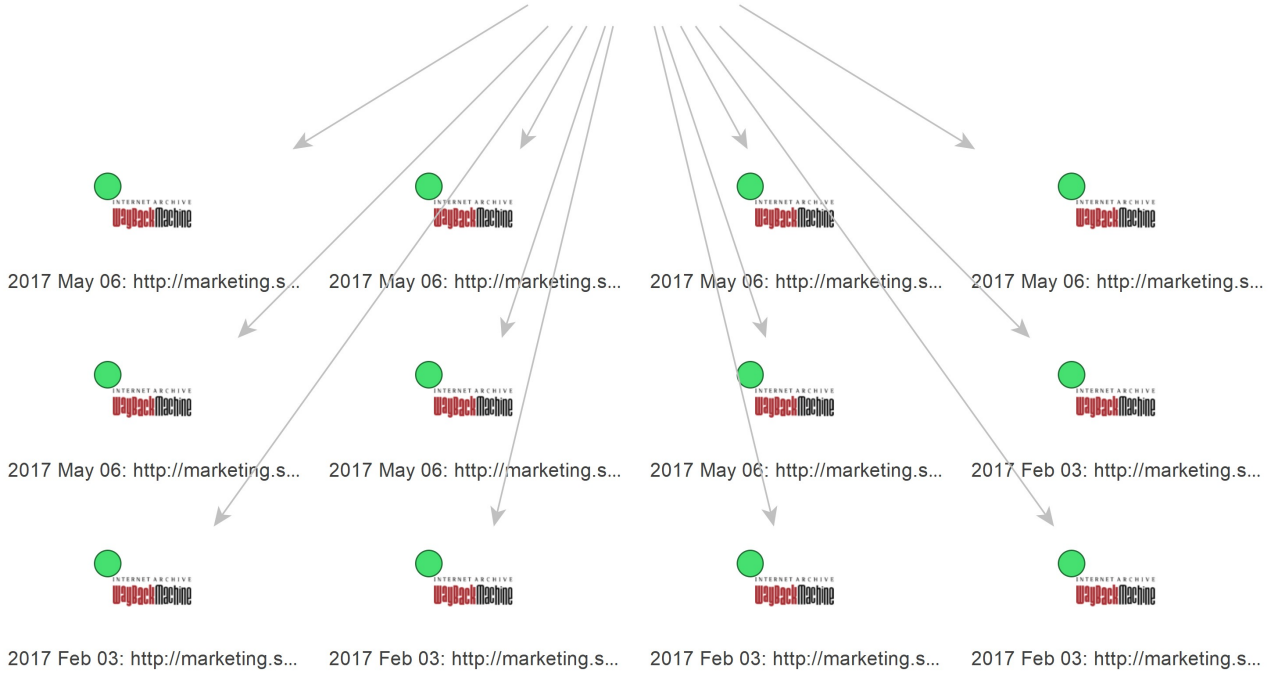 INTERNET ARCHIVE INTERNET ARCHIVE INTERNET ARCHIVE INTERNET ARCHIVE
WayBackMachine WayBackMachine WayBackMachine WayBackMachine
2017 May 06: http://marketing.s... 2017 May 06: http://marketing.s... 2017 May 06: http://marketing.s... 2017 May 06: http://marketing.s...
INTERNET ARCHIVE INTERNET ARCHIVE INTERNET ARCHIVE INTERNET ARCHIVE
WayBackMachine WayBackMachine WayBackMachine WayBackMachine
2017 May 06: http://marketing.s... 2017 May 06: http://marketing.s... 2017 May 06: http://marketing.s... 2017 Feb 03: http://marketing.s...
INTERNET ARCHIVE INTERNET ARCHIVE INTERNET ARCHIVE INTERNET ARCHIVE
WayBackMachine WayBackMachine WayBackMachine WayBackMachine
2017 Feb 03: http://marketing.s... 2017 Feb 03: http://marketing.s... 2017 Feb 03: http://marketing.s... 2017 Feb 03: http://marketing.s...